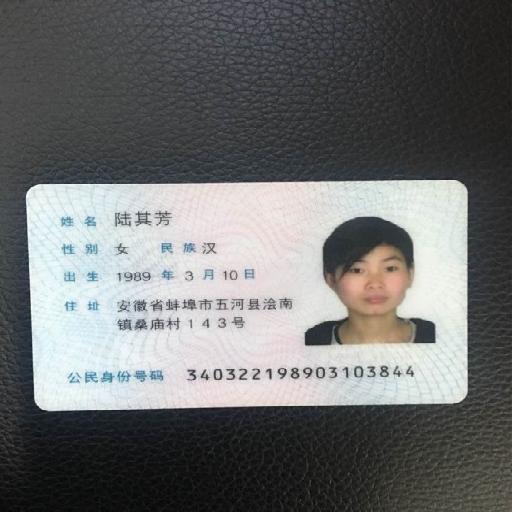 姓名 陆其芳
性别 女 民族 汉
出生 1989 年 3 月 10 日
住址 安徽省蚌埠市五河县浍南
镇桑庙村143号
公民身份号码 340322198903103844